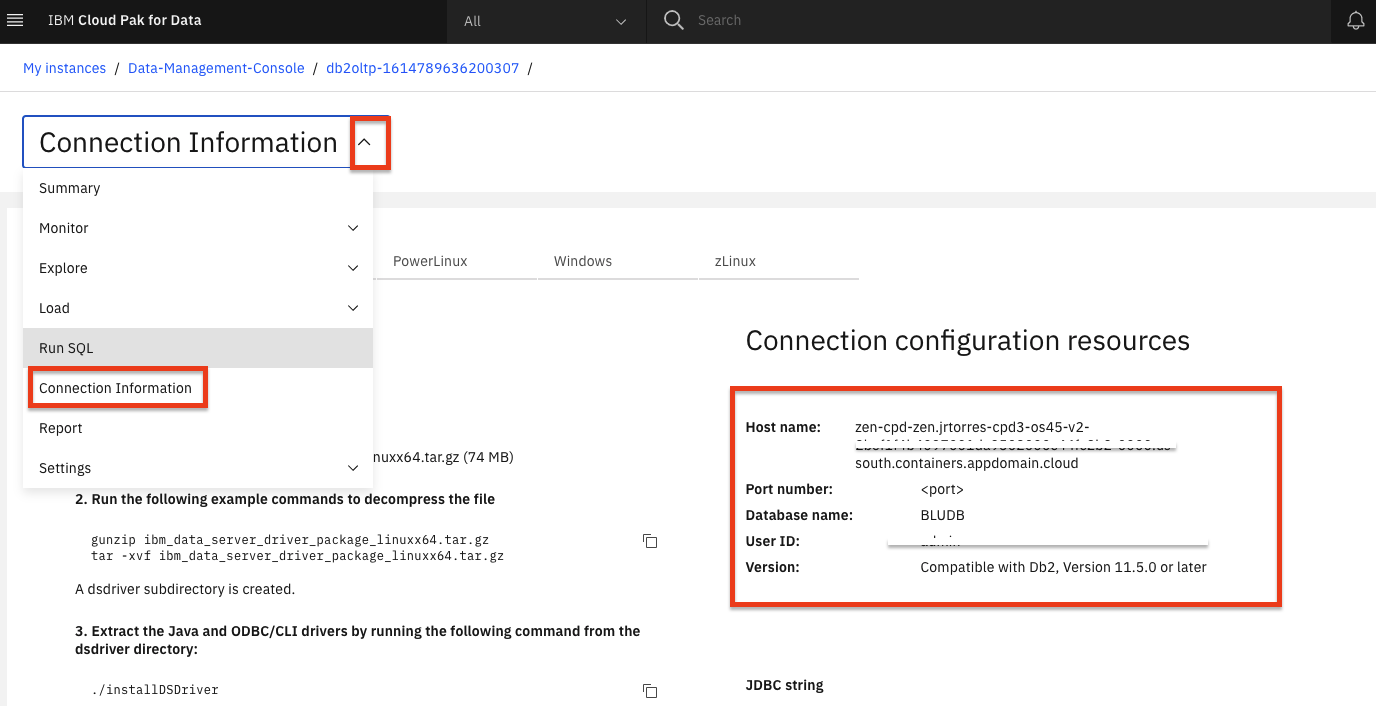 IBM Cloud Pak for Data
All
Search
My instances / Data-Management-Console / db2oltp-1614789636200307 /
Connection Information
Summary
Monitor
Explore
Load
Run SQL
Connection Information
Report
Settings
PowerLinux
Windows
zLinux
nuxx64.tar.gz (74 MB)
2. Run the following example commands to decompress the file
gunzip ibm_data_server_driver_package_linuxx64.tar.gz
tar -xvf ibm_data_server_driver_package_linuxx64.tar.gz
A dsdriver subdirectory is created.
3. Extract the Java and ODBC/CLI drivers by running the following command from the
dsdriver directory:
./installDSDriver
Connection configuration resources
Host name: zen-cpd-zen.jrtorres-cpd3-os45-v2-
south.containers.appdomain.cloud
Port number: <port>
Database name: BLUDB
User ID:
Version: Compatible with Db2, Version 11.5.0 or later
JDBC string